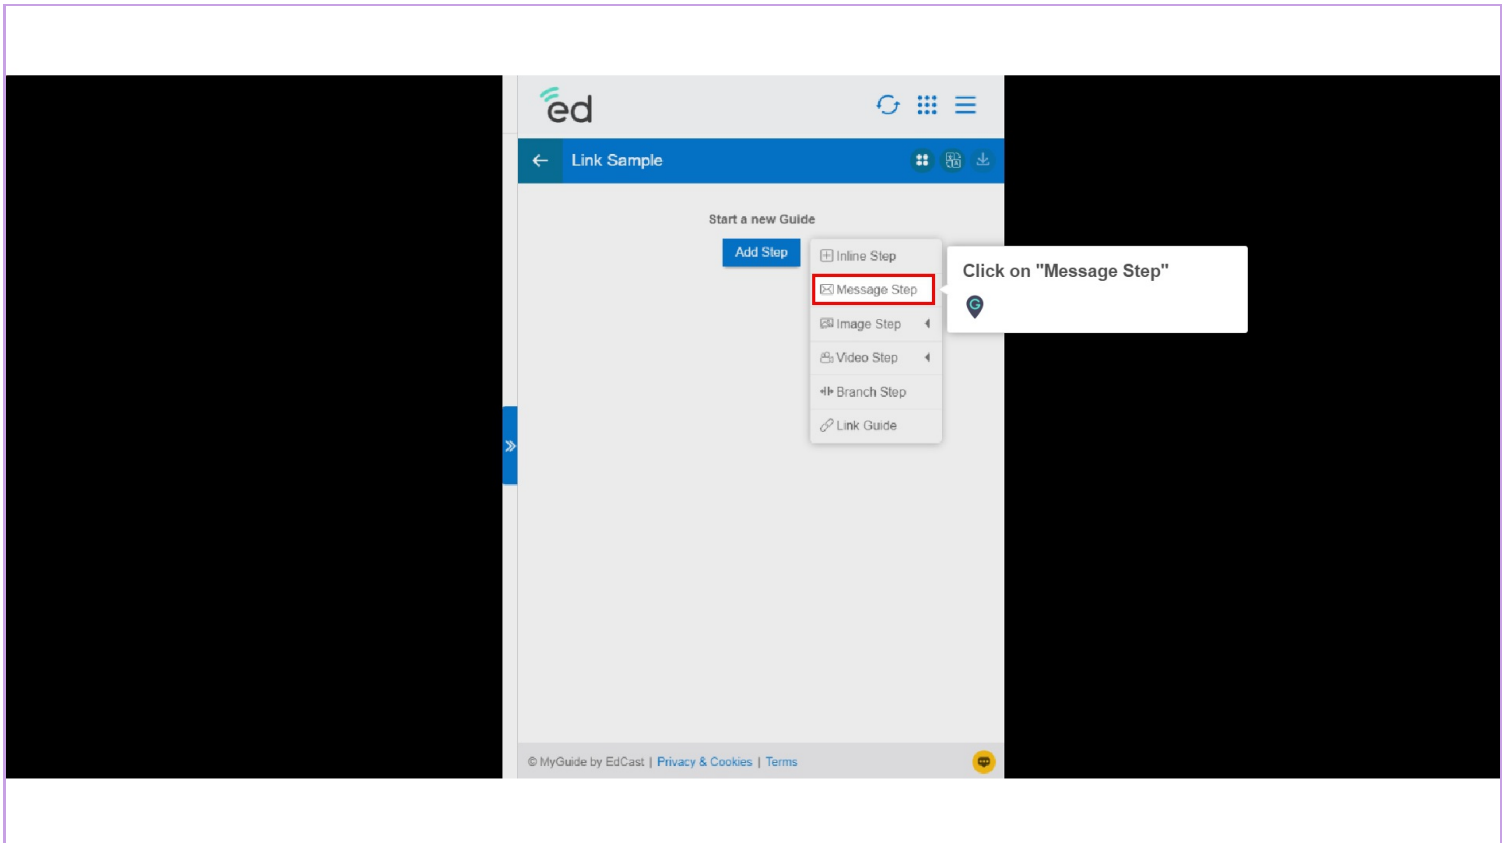 ed
Link Sample
Start a new Guide
Add Step
Inline Step
Message Step
Image Step
Video Step
Branch Step
Link Guide
Click on "Message Step"
G
© MyGuide by EdCast | Privacy & Cookies | Terms